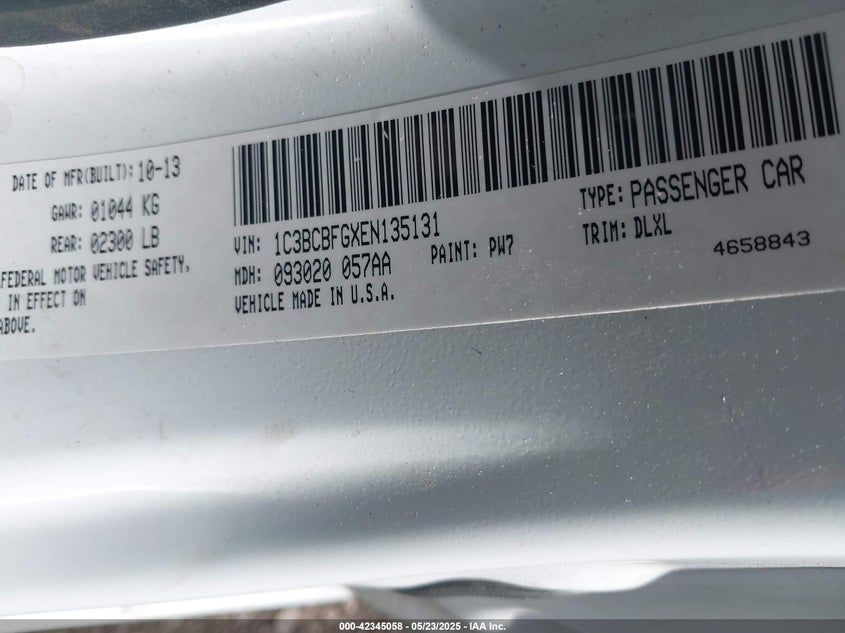 DATE OF MFR(BUILT): 10-13
GAWR: 01044 KG
REAR: 02300 LB
FEDERAL MOTOR VEHICLE SAFETY,
IN EFFECT ON
ABOVE.
VIN: 1C3BCBFGXEN135131
TYPE: PASSENGER CAR
MDH: 093020 057AA
PAINT: PW7
TRIM: DLXL
VEHICLE MADE IN U.S.A.
4658843
000-42345058 - 05/23/2025 - IAA Inc.